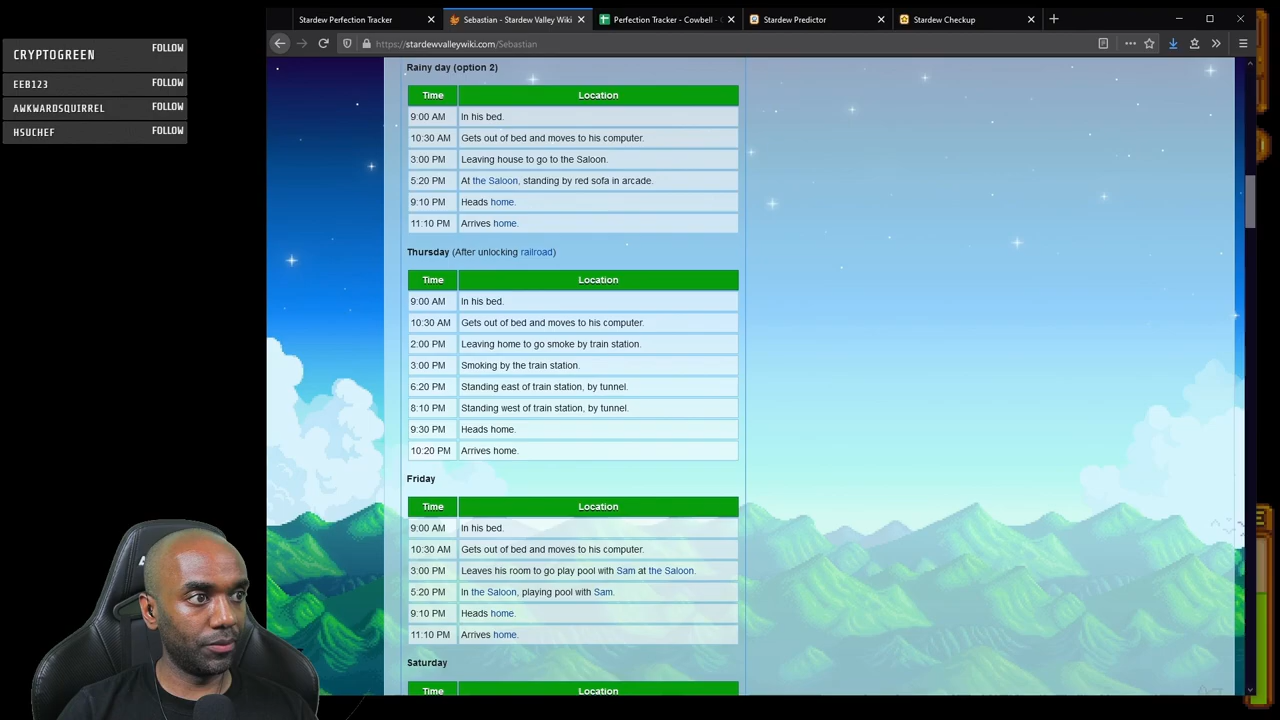 Stardew Perfection Tracker
Sebastian - Stardew Valley Wiki
Perfection Tracker - Cowbell -
Stardew Predictor
Stardew Checkup
https://stardewvalleywiki.com/Sebastian
CRYPTOGREEN FOLLOW
EEB123 FOLLOW
AWKWARDSQUIRREL FOLLOW
HSUCHEF FOLLOW
Rainy day (option 2)
Time Location
9:00 AM In his bed.
10:30 AM Gets out of bed and moves to his computer.
3:00 PM Leaving house to go to the Saloon.
5:20 PM At the Saloon, standing by red sofa in arcade.
9:10 PM Heads home.
11:10 PM Arrives home.
Thursday (After unlocking railroad)
Time Location
9:00 AM In his bed.
10:30 AM Gets out of bed and moves to his computer.
2:00 PM Leaving home to go smoke by train station.
3:00 PM Smoking by the train station.
6:20 PM Standing east of train station, by tunnel.
8:10 PM Standing west of train station, by tunnel.
9:30 PM Heads home.
10:20 PM Arrives home.
Friday
Time Location
9:00 AM In his bed.
10:30 AM Gets out of bed and moves to his computer.
3:00 PM Leaves his room to go play pool with Sam at the Saloon.
5:20 PM In the Saloon, playing pool with Sam.
9:10 PM Heads home.
11:10 PM Arrives home.
Saturday
Time Location